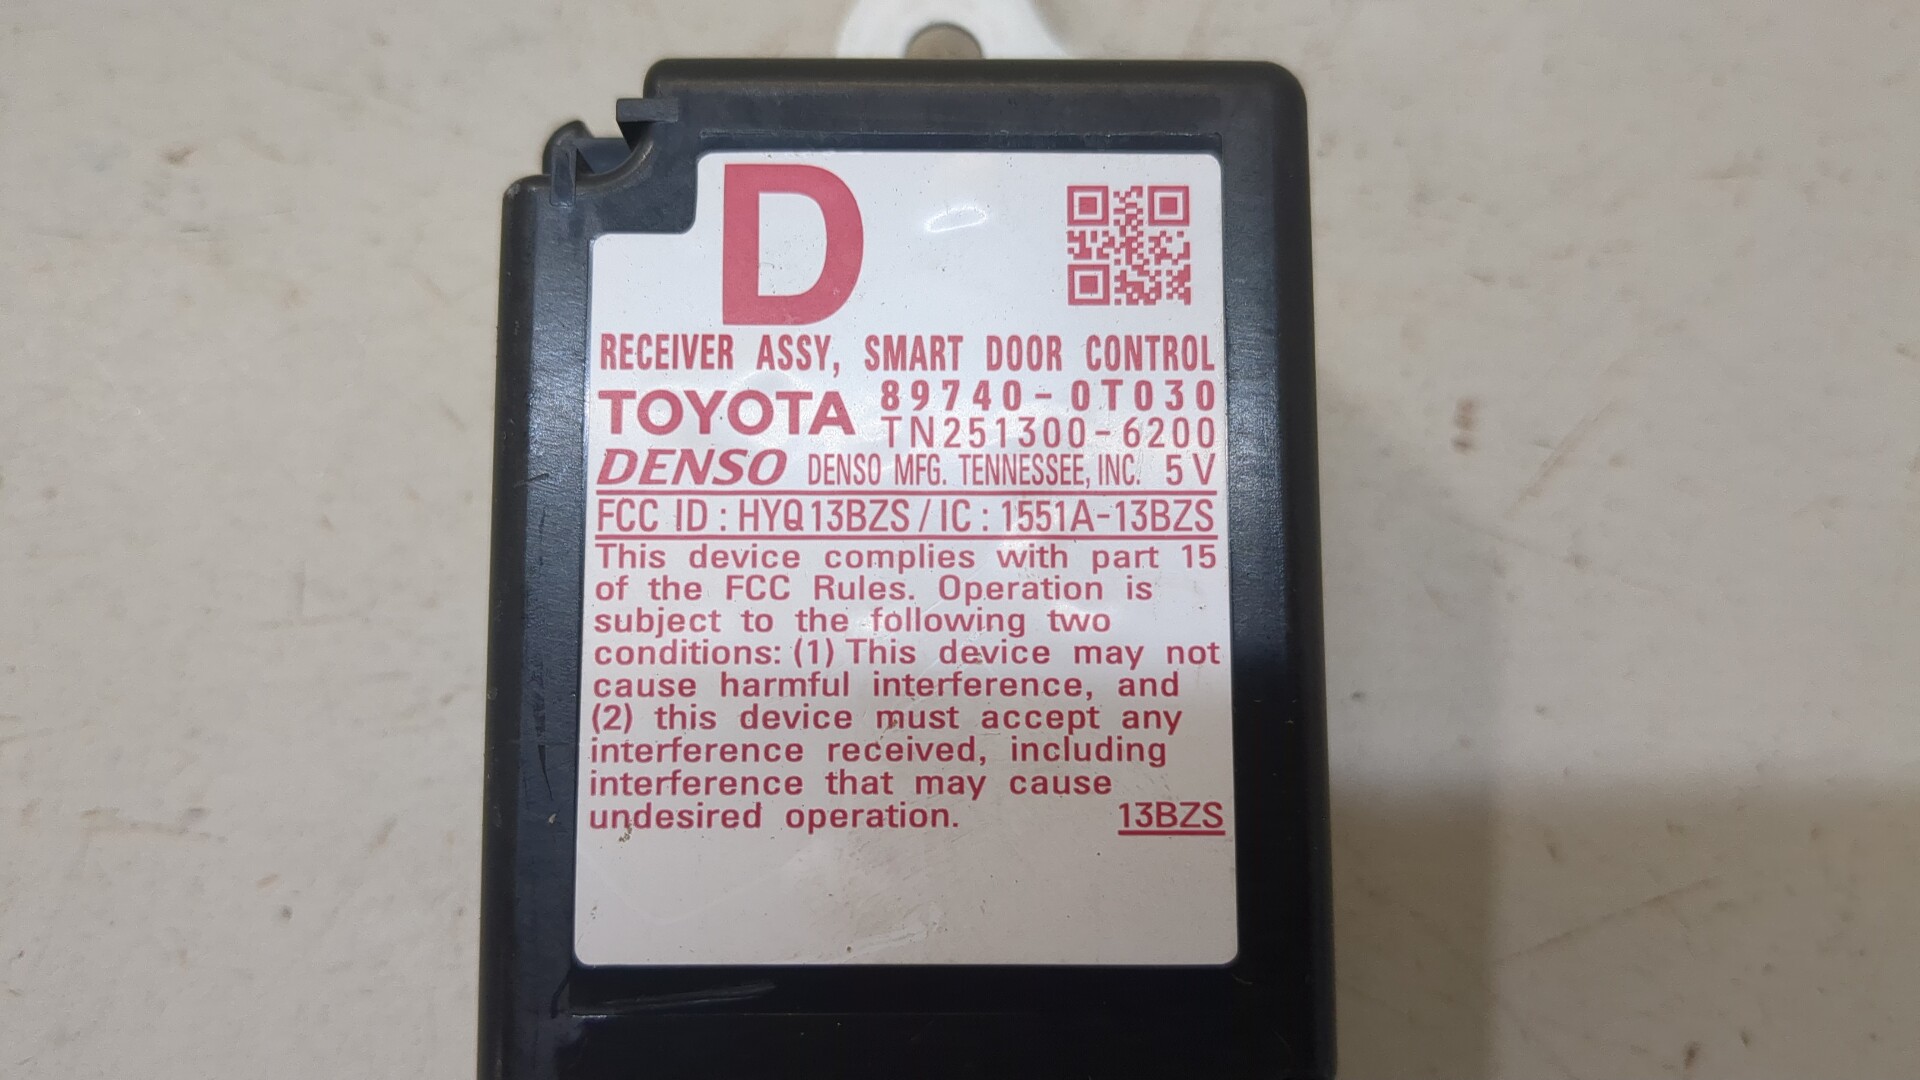 D
RECEIVER ASSY, SMART DOOR CONTROL
TOYOTA 89740-0T030
TN251300-6200
DENSO DENSO MFG. TENNESSEE, INC. 5 V
FCC ID : HYQ13BZS / IC : 1551A-13BZS
This device complies with part 15
of the FCC Rules. Operation is
subject to the following two
conditions: (1) This device may not
cause harmful interference, and
(2) this device must accept any
interference received, including
interference that may cause
undesired operation. 13BZS